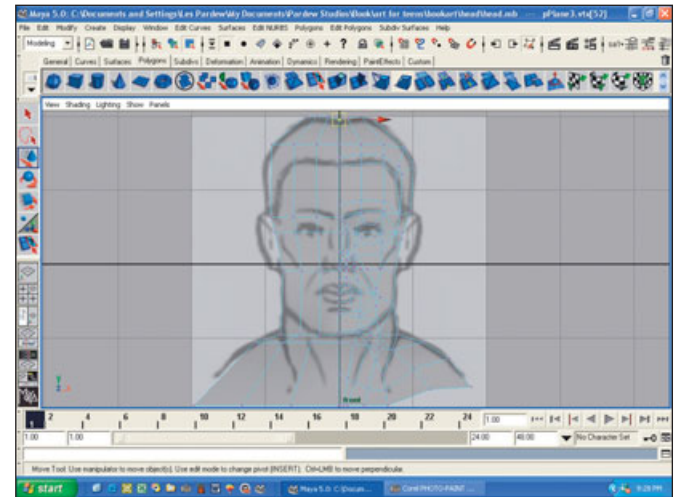 Maya 5.0: C:\Documents and Settings\Les Pardew\My Documents\Pardew Studios\Book\art for teens\bookart\head\head.mb --- pPlane3.vtx[52]
File Edit Modify Create Display Window Edit Curves Surfaces Edit NURBS Polygons Edit Polygons Subdiv Surfaces Help
Modeling
General Curves Surfaces Polygons Subdivs Deformation Animation Dynamics Rendering PaintEffects Custom
View Shading Lighting Show Panels
front
2 4 6 8 10 12 14 16 18 20 22 24 1.00
1.00 1.00 24.00 48.00 No Character Set
Move Tool: Use manipulator to move object(s). Use edit mode to change pivot (INSERT). Ctrl+LMB to move perpendicular.
start Maya 5.0: C:\Docum... Corel PHOTO-PAINT ... 9:28 PM